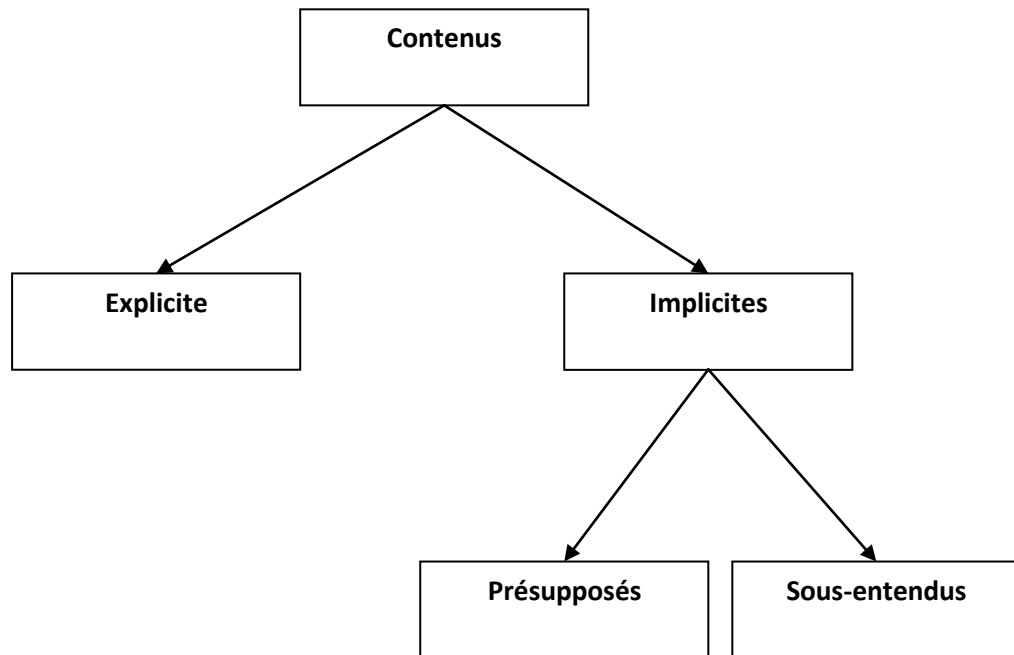 Contenus
Explicite
Implicites
Présupposés
Sous-entendus